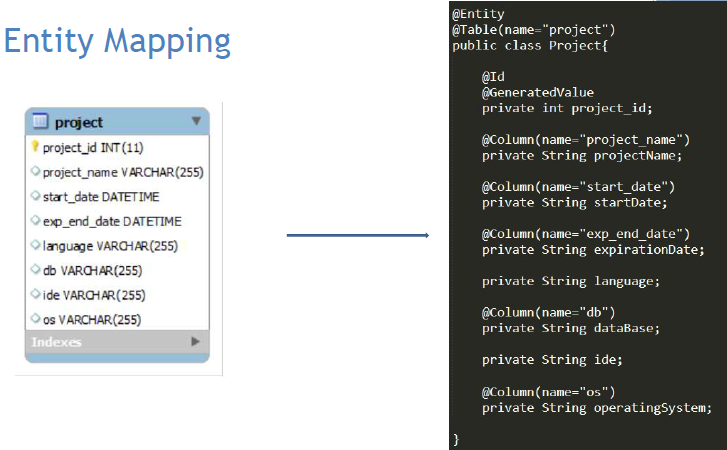 Entity Mapping
project
project_id INT(11)
project_name VARCHAR(255)
start_date DATETIME
exp_end_date DATETIME
language VARCHAR(255)
db VARCHAR(255)
ide VARCHAR(255)
os VARCHAR(255)
Indexes
@Entity
@Table(name="project")
public class Project{
@Id
@GeneratedValue
private int project_id;
@Column(name="project_name")
private String projectName;
@Column(name="start_date")
private String startDate;
@Column(name="exp_end_date")
private String expirationDate;
private String language;
@Column(name="db")
private String dataBase;
private String ide;
@Column(name="os")
private String operatingSystem;
}